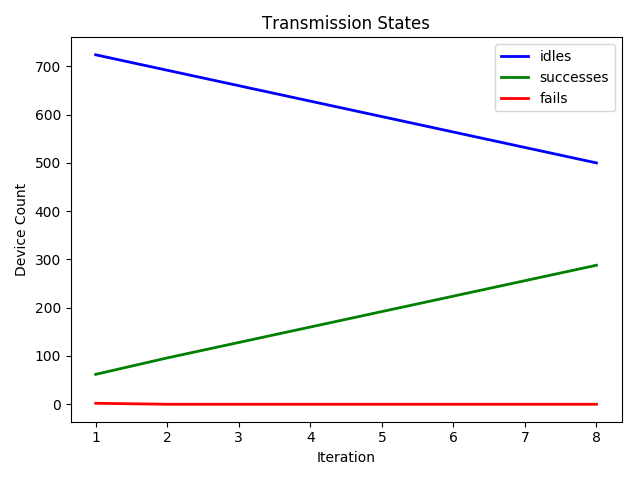 Transmission States
idles
successes
fails
Device Count
700
600
500
400
300
200
100
0
1 2 3 4 5 6 7 8
Iteration